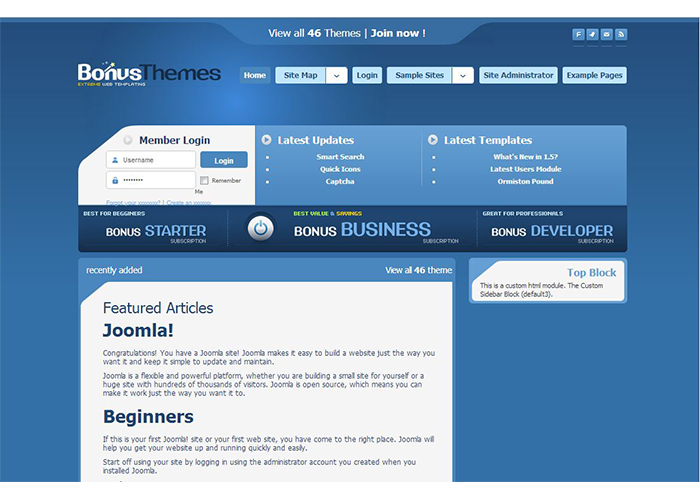 View all 46 Themes | Join now !
BonusThemes
EXTREME WEB TEMPLATING
Home
Site Map
Login
Sample Sites
Site Administrator
Example Pages
Member Login
Username
Login
Remember
Me
Forgot your | Create an
Latest Updates
Smart Search
Quick Icons
Captcha
Latest Templates
What's New in 1.5?
Latest Users Module
Ormiston Pound
BEST FOR BEGGINERS
BONUS STARTER
SUBSCRIPTION
BEST VALUE & SAVINGS
BONUS BUSINESS
SUBSCRIPTION
GREAT FOR PROFESSIONALS
BONUS DEVELOPER
SUBSCRIPTION
recently added
View all 46 theme
Featured Articles
Joomla!
Congratulations! You have a Joomla site! Joomla makes it easy to build a website just the way you
want it and keep it simple to update and maintain.
Joomla is a flexible and powerful platform, whether you are building a small site for yourself or a
huge site with hundreds of thousands of visitors. Joomla is open source, which means you can
make it work just the way you want it to.
Beginners
If this is your first Joomla! site or your first web site, you have come to the right place. Joomla will
help you get your website up and running quickly and easily.
Start off using your site by logging in using the administrator account you created when you
installed Joomla.
Top Block
This is a custom html module. The Custom
Sidebar Block (default3).